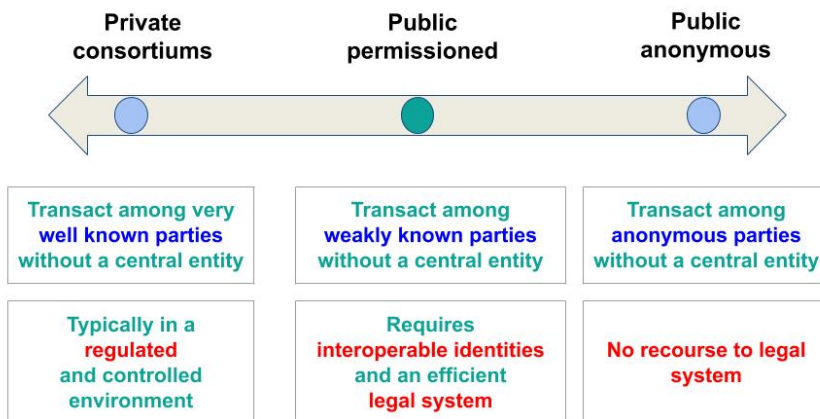 Private
consortiums
Public
permissioned
Public
anonymous
Transact among very
well known parties
without a central entity
Transact among
weakly known parties
without a central entity
Transact among
anonymous parties
without a central entity
Typically in a
regulated
and controlled
environment
Requires
interoperable identities
and an efficient
legal system
No recourse to legal
system